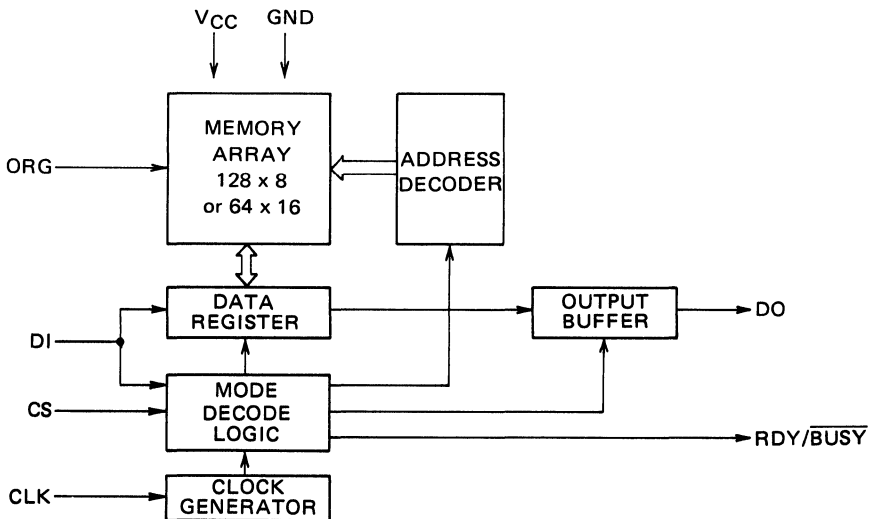 VCC GND
MEMORY
ARRAY
128 x 8
or 64 x 16
ORG
ADDRESS
DECODER
DATA
REGISTER
OUTPUT
BUFFER
DO
DI
MODE
DECODE
LOGIC
CS
RDY/BUSY
CLK
CLOCK
GENERATOR